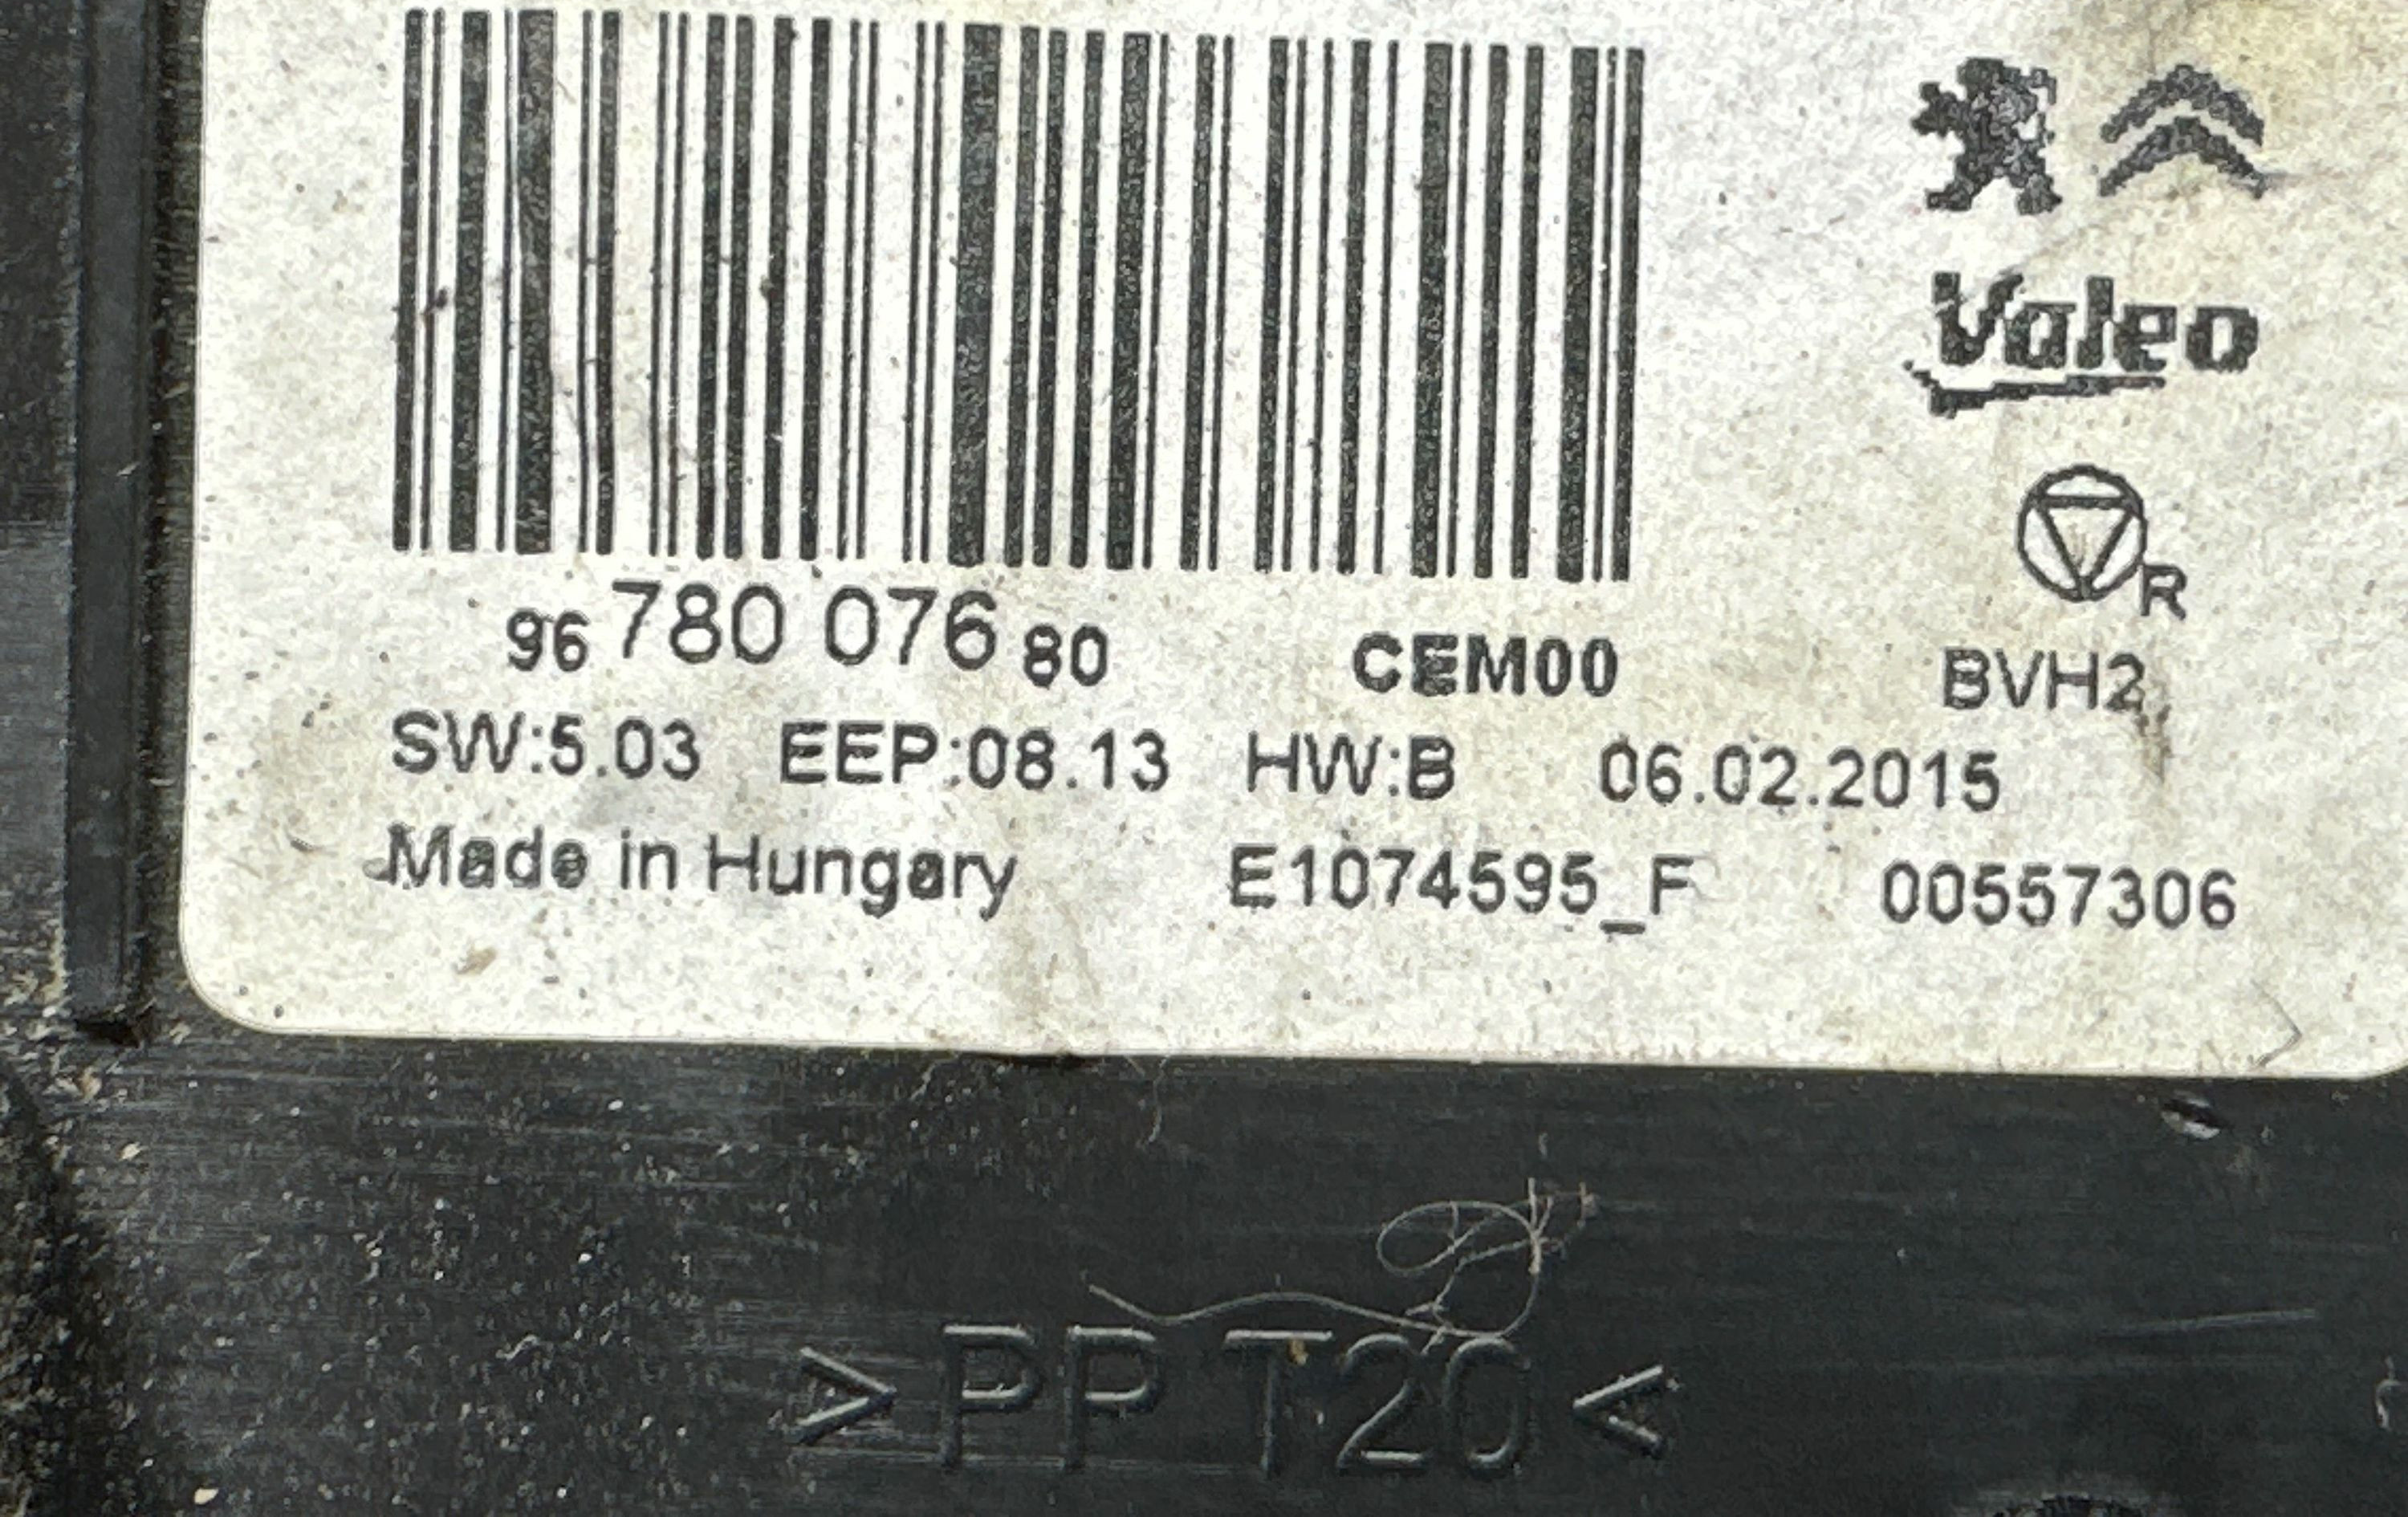 Valeo
R
96 780 076 80 CEM00 BVH2
SW:5.03 EEP:08.13 HW:B 06.02.2015
Made in Hungary E1074595_F 00557306
>PP T20<